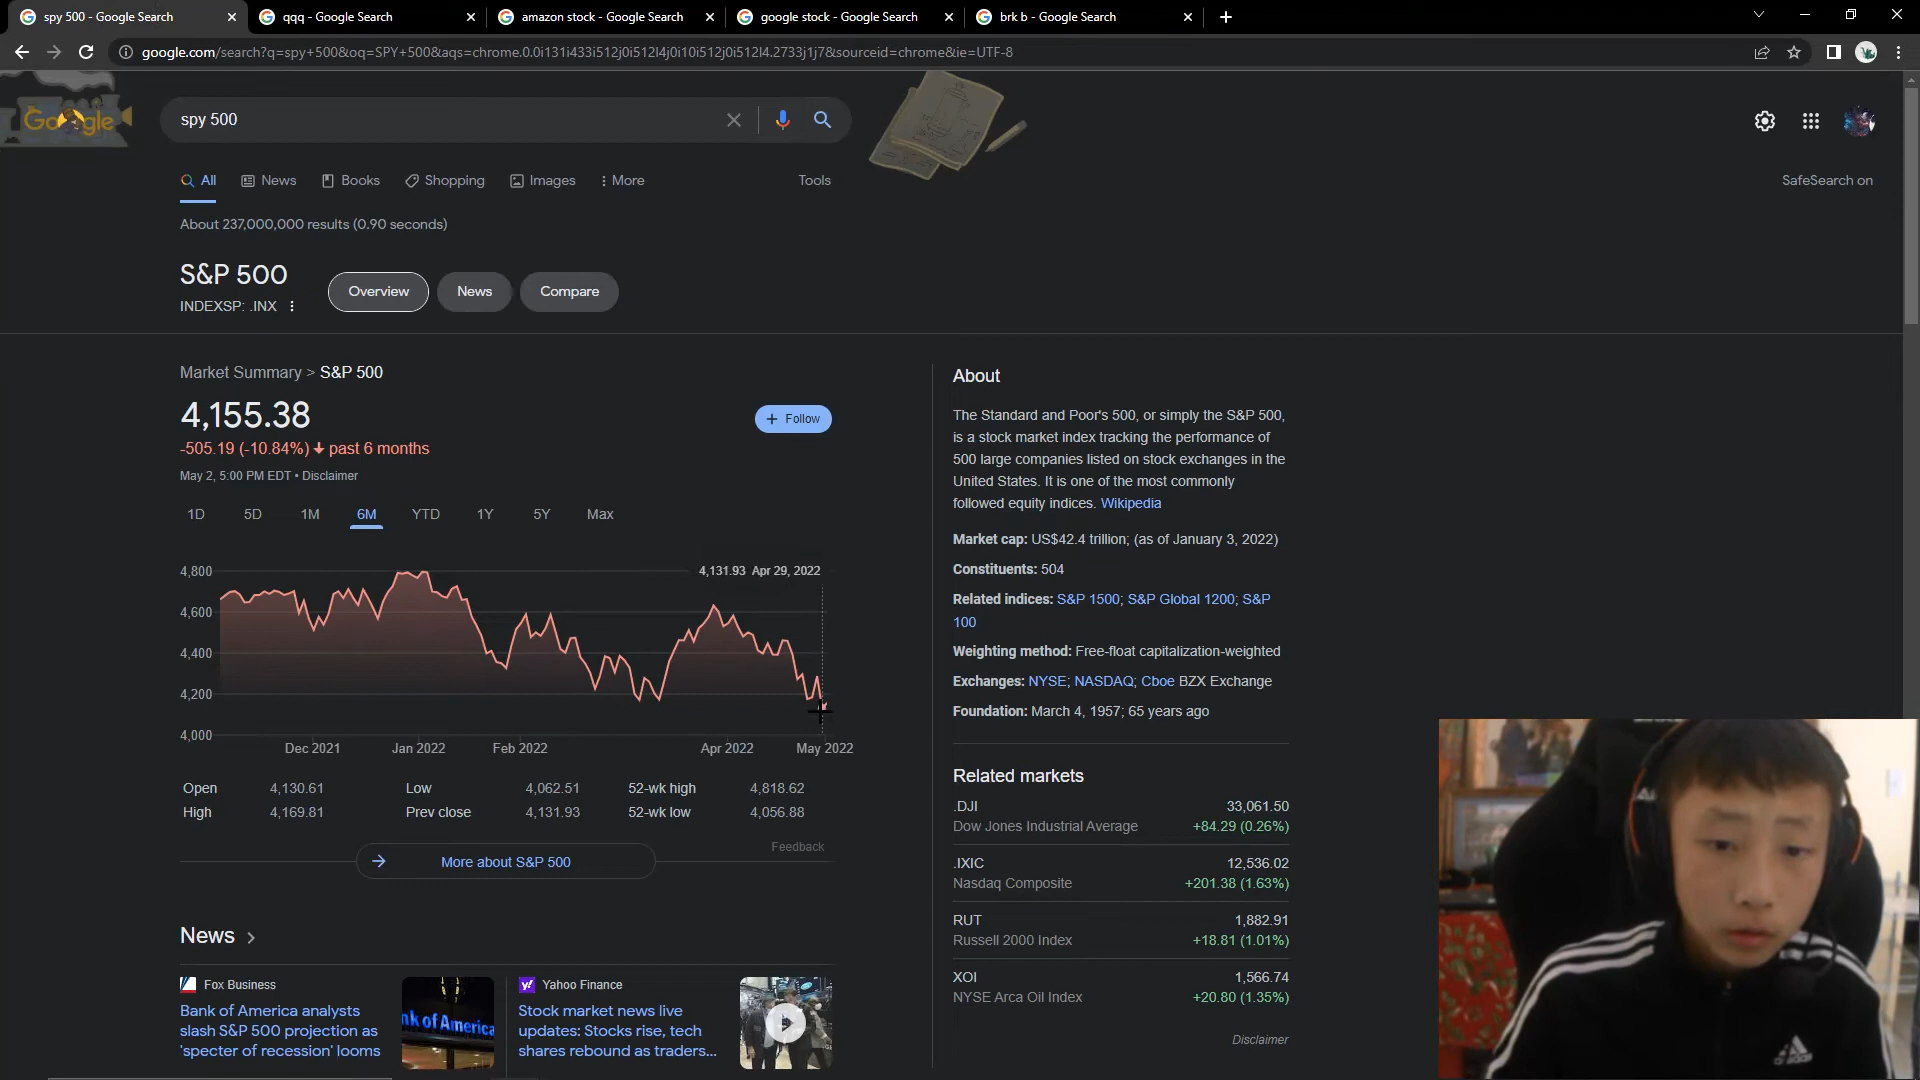 spy 500 - Google Search
qqq - Google Search
amazon stock - Google Search
google stock - Google Search
brk b - Google Search
google.com/search?q=spy+500&oq=SPY+500&aqs=chrome.0.0i131i433i512j0i512l4j0i10i512j0i512l4.2733j1j7&sourceid=chrome&ie=UTF-8
Google
spy 500
All
News
Books
Shopping
Images
More
Tools
SafeSearch on
About 237,000,000 results (0.90 seconds)
S&P 500
INDEXSP: .INX
Overview
News
Compare
Market Summary > S&P 500
4,155.38
-505.19 (-10.84%) past 6 months
May 2, 5:00 PM EDT • Disclaimer
+ Follow
1D
5D
1M
6M
YTD
1Y
5Y
Max
4,131.93 Apr 29, 2022
4,800
4,600
4,400
4,200
4,000
Dec 2021
Jan 2022
Feb 2022
Apr 2022
May 2022
Open 4,130.61
Low 4,062.51
52-wk high 4,818.62
High 4,169.81
Prev close 4,131.93
52-wk low 4,056.88
Feedback
More about S&P 500
News
Fox Business
Bank of America analysts
slash S&P 500 projection as
'specter of recession' looms
nk of America
Yahoo Finance
Stock market news live
updates: Stocks rise, tech
shares rebound as traders...
About
The Standard and Poor's 500, or simply the S&P 500,
is a stock market index tracking the performance of
500 large companies listed on stock exchanges in the
United States. It is one of the most commonly
followed equity indices. Wikipedia
Market cap: US$42.4 trillion; (as of January 3, 2022)
Constituents: 504
Related indices: S&P 1500; S&P Global 1200; S&P
100
Weighting method: Free-float capitalization-weighted
Exchanges: NYSE; NASDAQ; Cboe BZX Exchange
Foundation: March 4, 1957; 65 years ago
Related markets
.DJI 33,061.50
Dow Jones Industrial Average +84.29 (0.26%)
.IXIC 12,536.02
Nasdaq Composite +201.38 (1.63%)
RUT 1,882.91
Russell 2000 Index +18.81 (1.01%)
XOI 1,566.74
NYSE Arca Oil Index +20.80 (1.35%)
Disclaimer
adidas